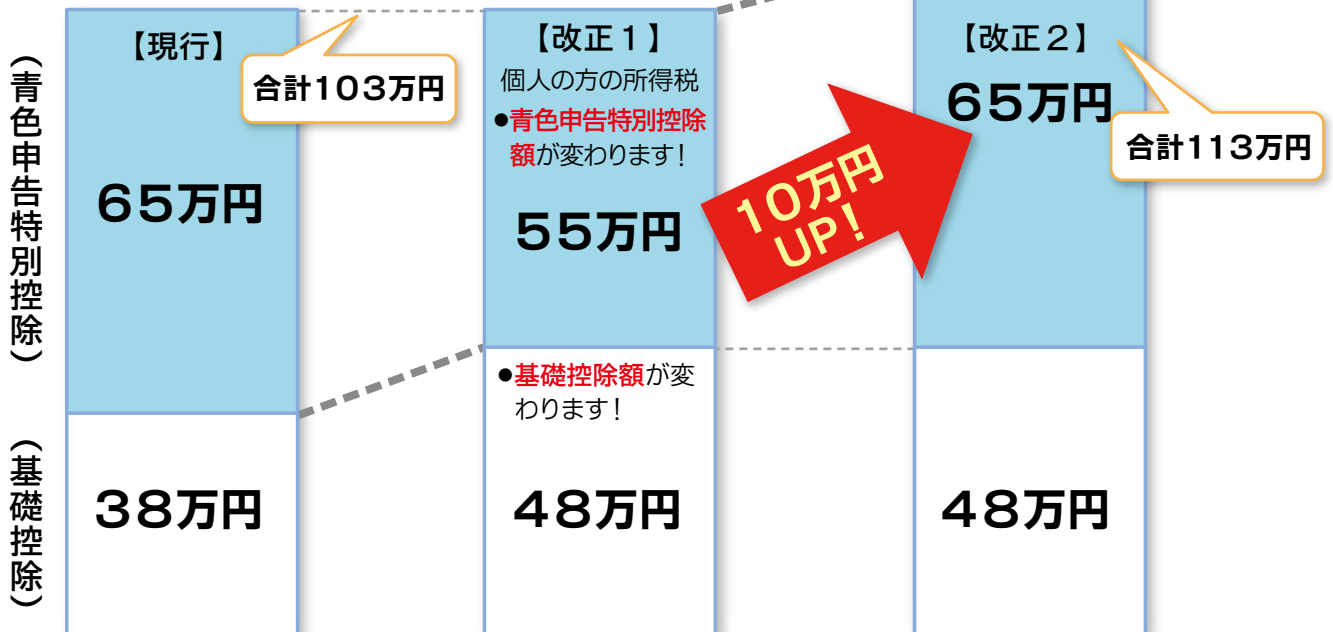 （青色申告特別控除）
（基礎控除）
【現行】
合計103万円
65万円
38万円
【改正1】
個人の方の所得税
●青色申告特別控除
額が変わります！
55万円
●基礎控除額が変
わります！
48万円
10万円
UP！
【改正2】
65万円
合計113万円
48万円